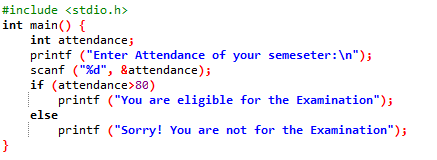 #include <stdio.h>
int main() {
    int attendance;
    printf ("Enter Attendance of your semeseter:\n");
    scanf ("%d", &attendance);
    if (attendance>80)
        printf ("You are eligible for the Examination");
    else
        printf ("Sorry! You are not for the Examination");
}